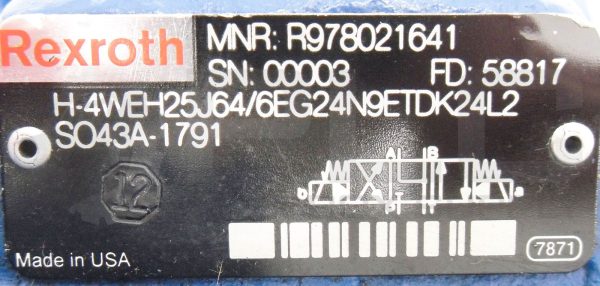 Rexroth
MNR: R978021641
SN: 00003 FD: 58817
H-4WEH25J64/6EG24N9ETDK24L2
SO43A-1791
12
A B
b a
P T
Made in USA
7871